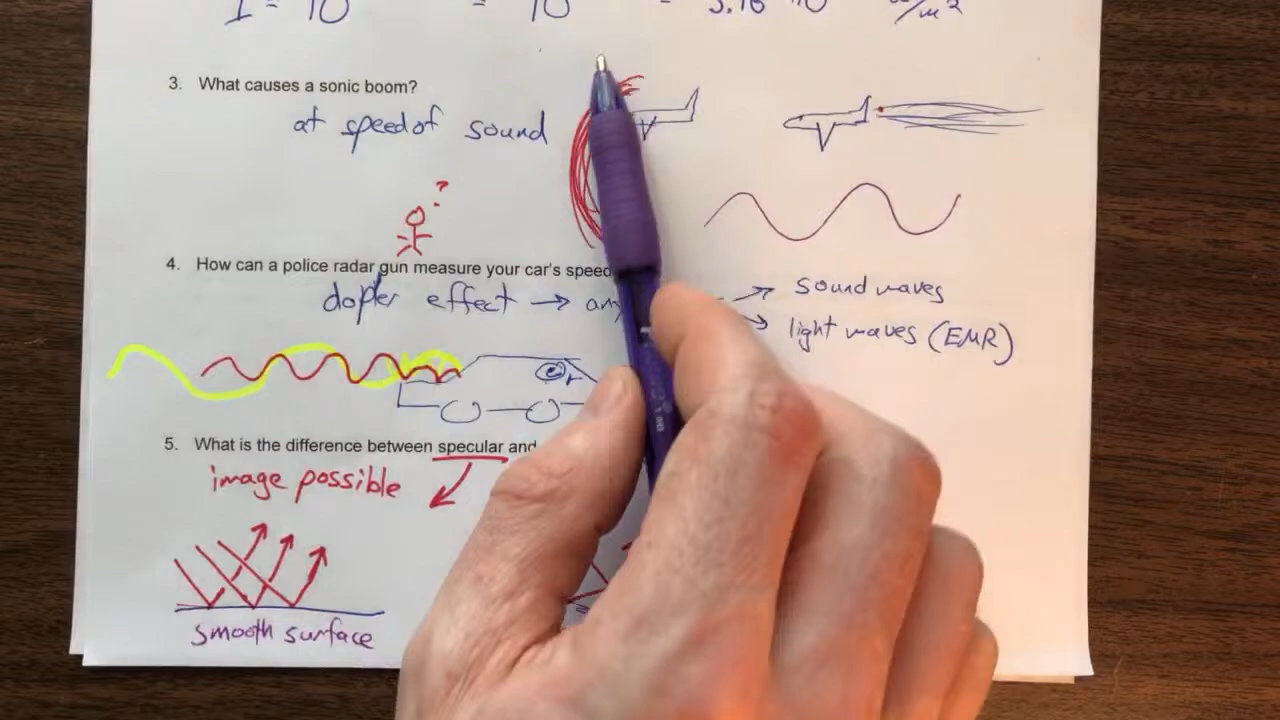 3. What causes a sonic boom?
at speed of sound
?
4. How can a police radar gun measure your car's speed
dopler effect → any
→ sound waves
→ light waves (EMR)
5. What is the difference between specular and
image possible
smooth surface